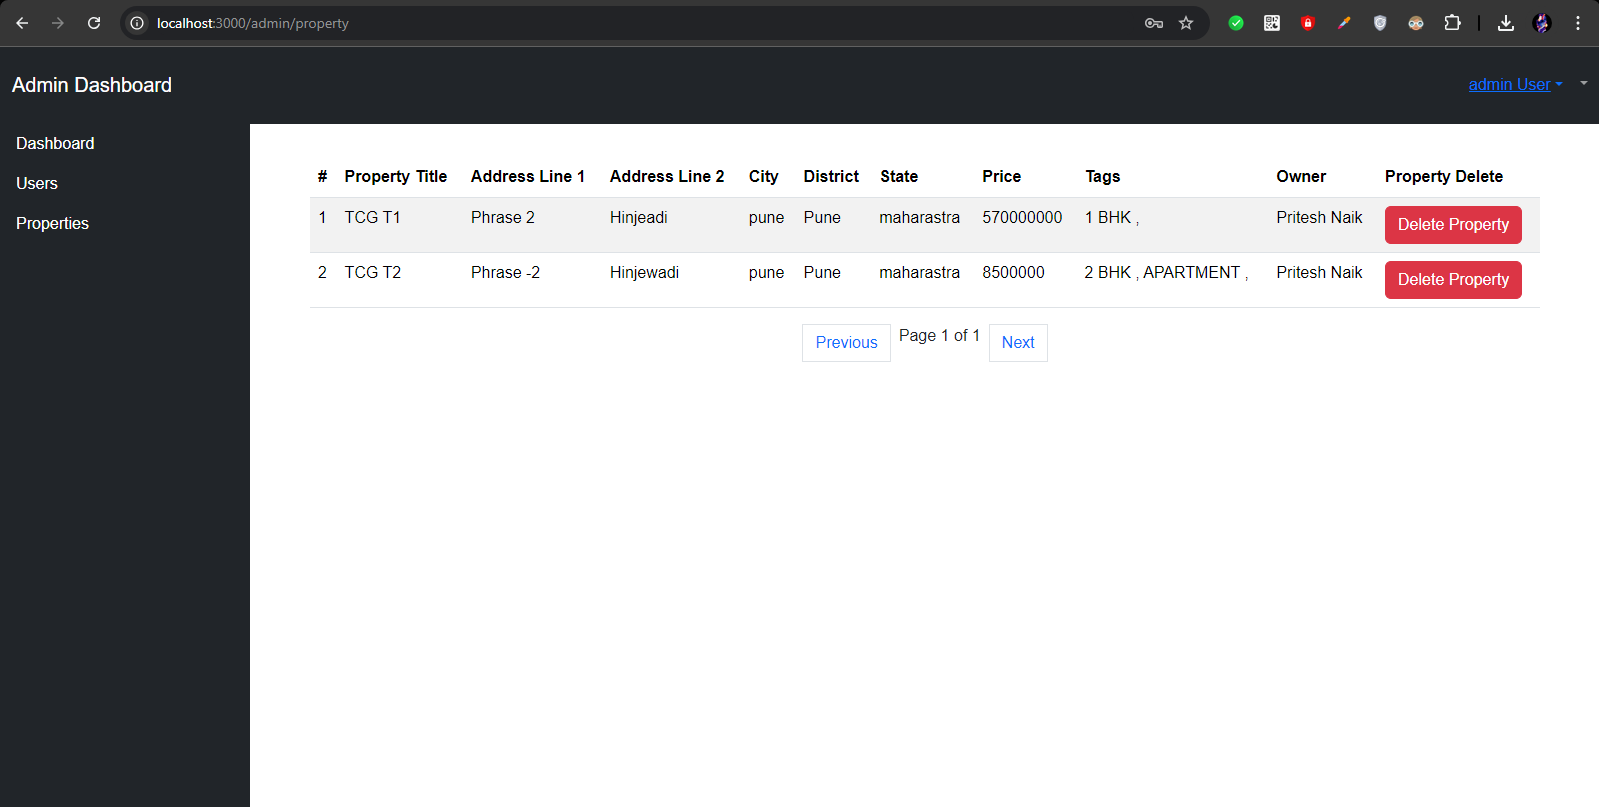 localhost:3000/admin/property
Admin Dashboard
admin User
Dashboard
Users
Properties
# Property Title Address Line 1 Address Line 2 City District State Price Tags Owner Property Delete
1 TCG T1 Phrase 2 Hinjeadi pune Pune maharastra 570000000 1 BHK , Pritesh Naik Delete Property
2 TCG T2 Phrase -2 Hinjewadi pune Pune maharastra 8500000 2 BHK , APARTMENT , Pritesh Naik Delete Property
Previous Page 1 of 1 Next